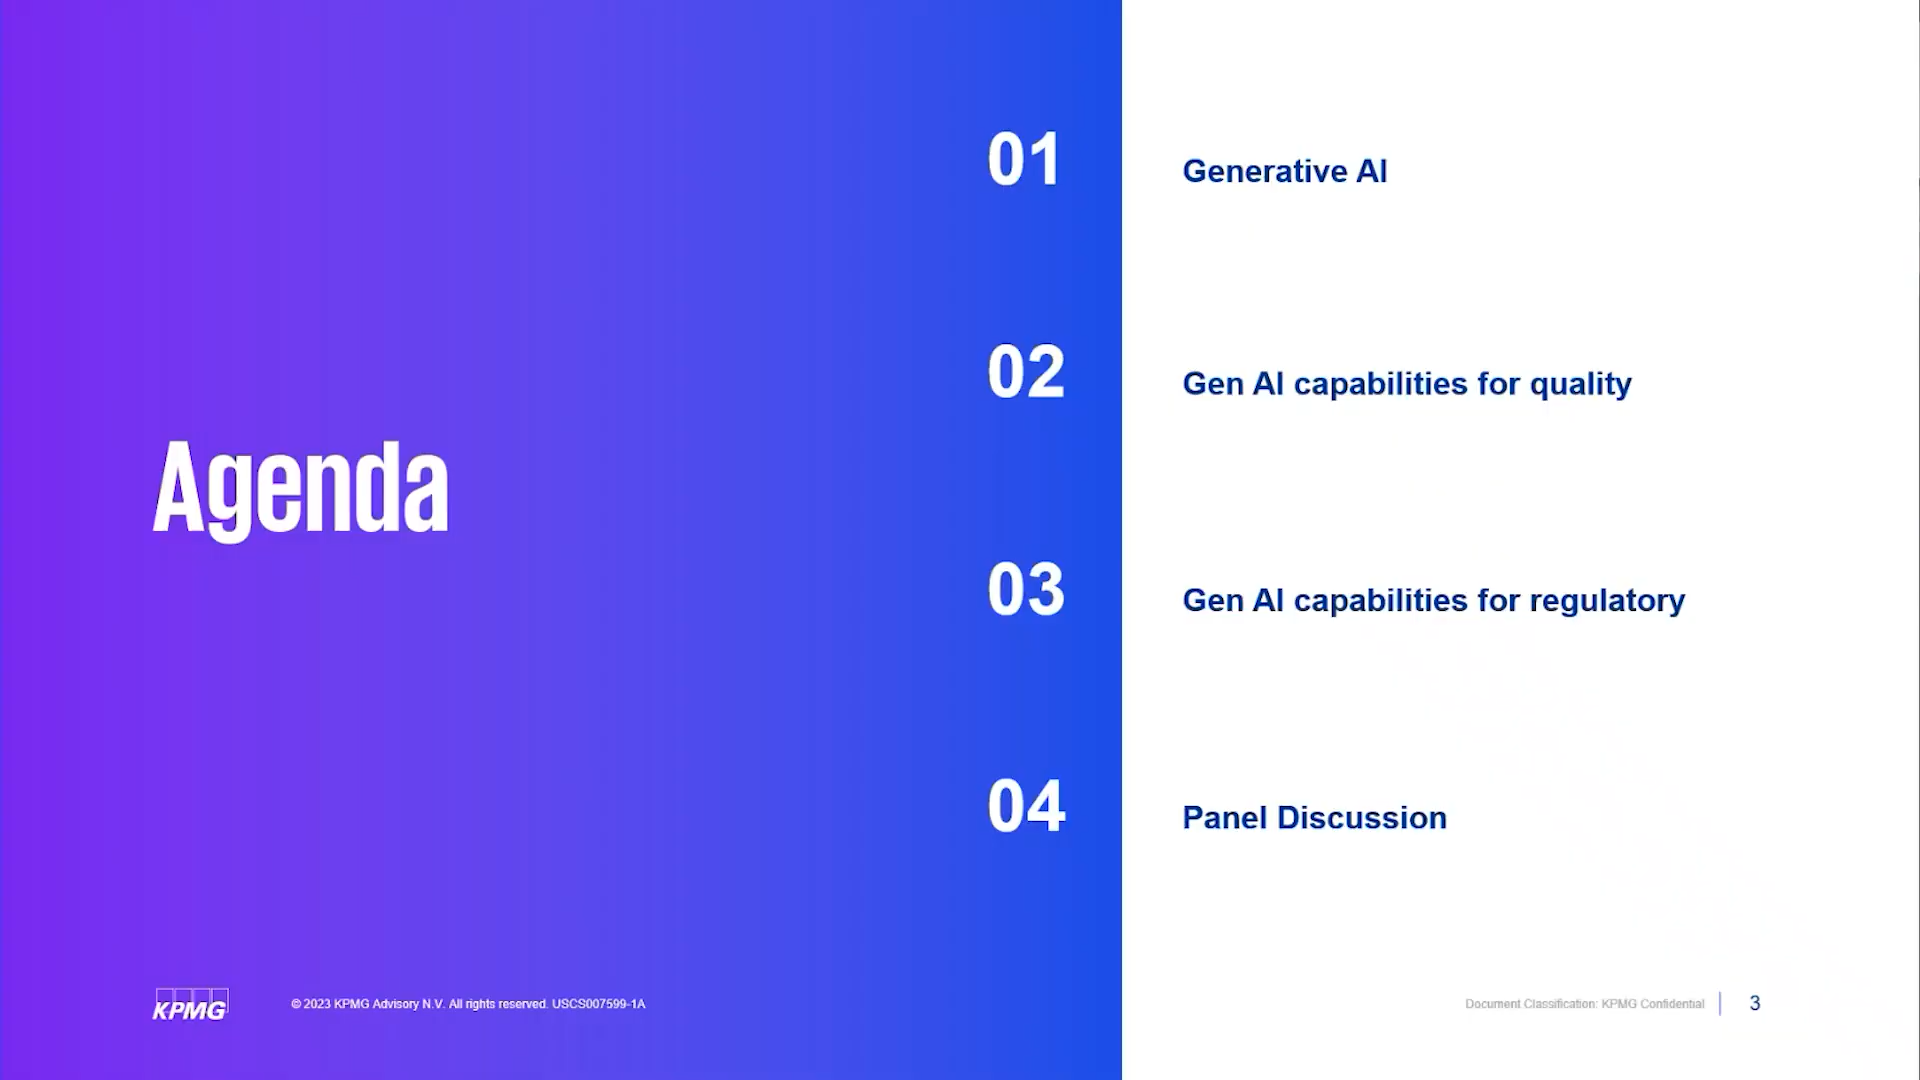 Agenda
01
Generative AI
02
Gen AI capabilities for quality
03
Gen AI capabilities for regulatory
04
Panel Discussion
KPMG
© 2023 KPMG Advisory N.V. All rights reserved. USCS007599-1A
Document Classification: KPMG Confidential
3